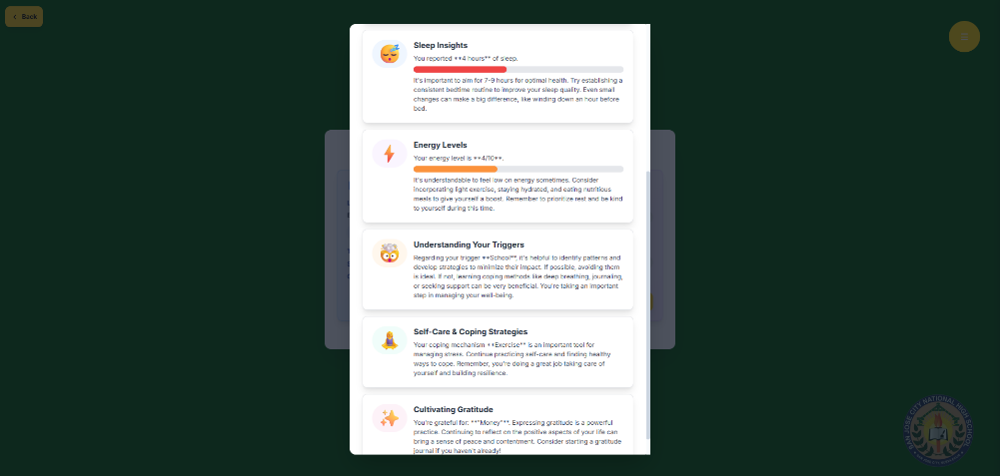 Back
Sleep Insights
You reported **4 hours** of sleep.
It's important to aim for 7-9 hours for optimal health. Try establishing a
consistent bedtime routine to improve your sleep quality. Even small
changes can make a big difference, like winding down an hour before
bed.
Energy Levels
Your energy level is **4/10**.
It's understandable to feel low on energy sometimes. Consider
incorporating light exercise, staying hydrated, and eating nutritious
meals to give yourself a boost. Remember to prioritize rest and be kind
to yourself during this time.
Understanding Your Triggers
Regarding your trigger **School**, it's helpful to identify patterns and
develop strategies to minimize their impact. If possible, avoiding them
is ideal. If not, learning coping methods like deep breathing, journaling,
or seeking support can be very beneficial. You're taking an important
step in managing your well-being.
Self-Care & Coping Strategies
Your coping mechanism **Exercise** is an important tool for
managing stress. Continue practicing self-care and finding healthy
ways to cope. Remember, you're doing a great job taking care of
yourself and building resilience.
Cultivating Gratitude
You're grateful for: **"Money"**. Expressing gratitude is a powerful
practice. Continuing to reflect on the positive aspects of your life can
bring a sense of peace and contentment. Consider starting a gratitude
journal if you haven't already!
SAN JOSE CITY NATIONAL HIGH SCHOOL